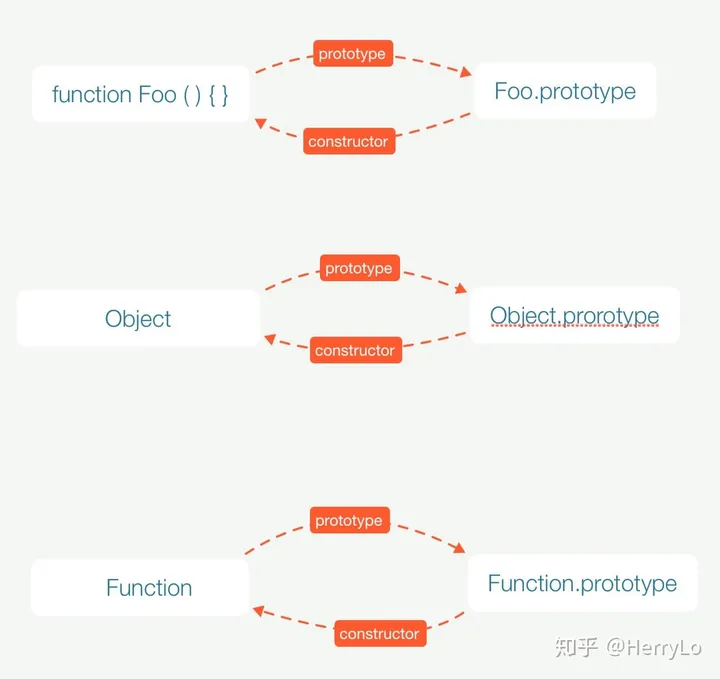 prototype
function Foo ( ) { }
Foo.prototype
constructor
prototype
Object
Object.prorotype
constructor
prototype
Function
Function.prototype
constructor
知乎 @HerryLo